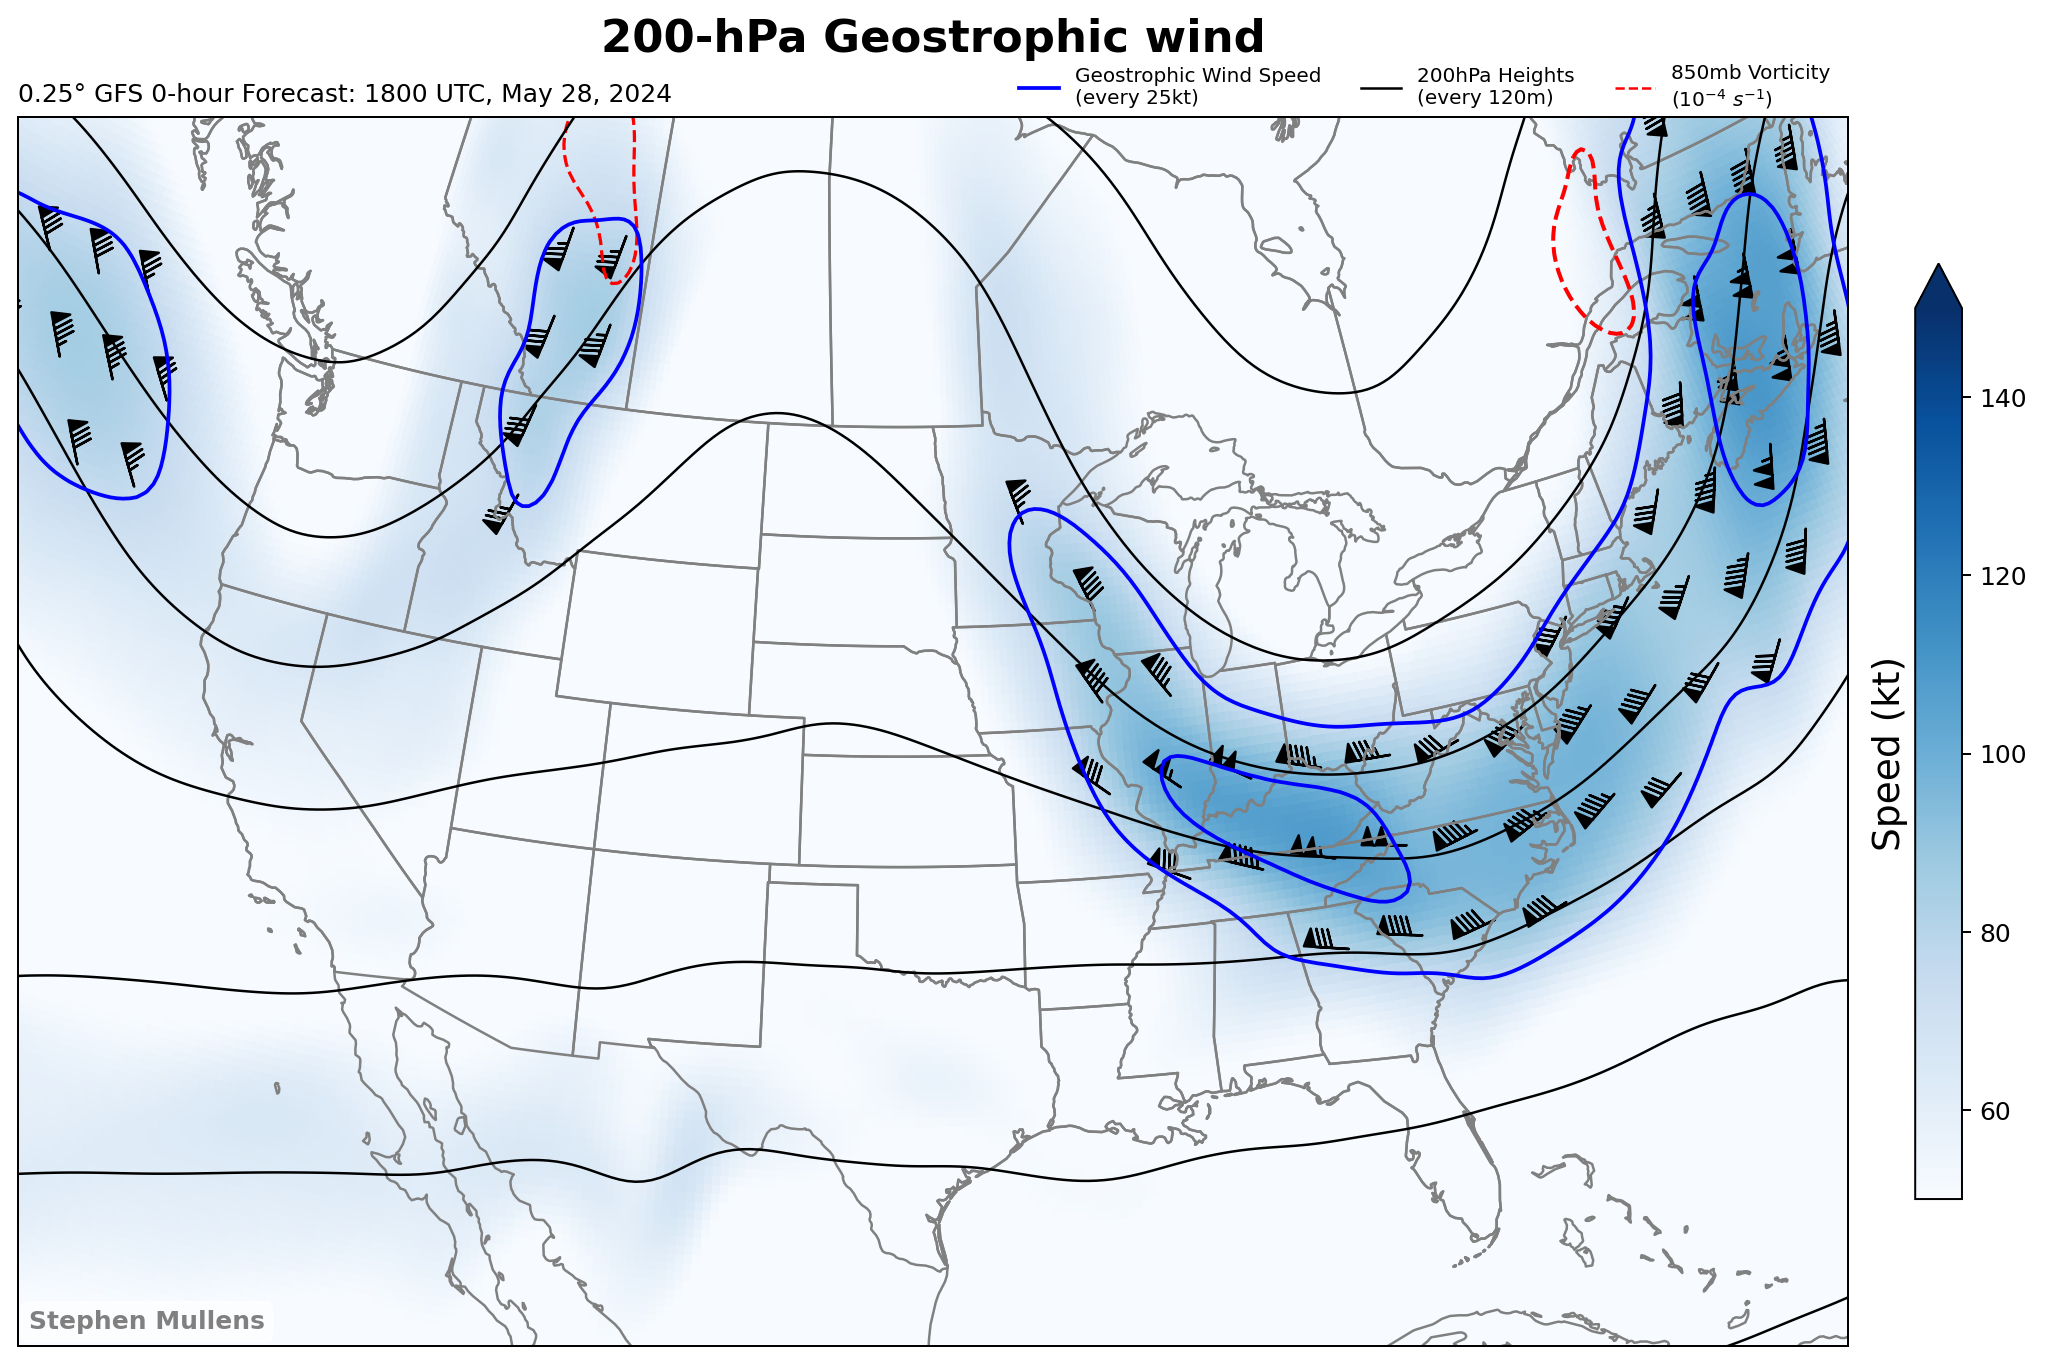 200-hPa Geostrophic wind
0.25° GFS 0-hour Forecast: 1800 UTC, May 28, 2024
Geostrophic Wind Speed
(every 25kt)
200hPa Heights
(every 120m)
850mb Vorticity
(10⁻⁴ s⁻¹)
140
120
100
80
60
Speed (kt)
Stephen Mullens